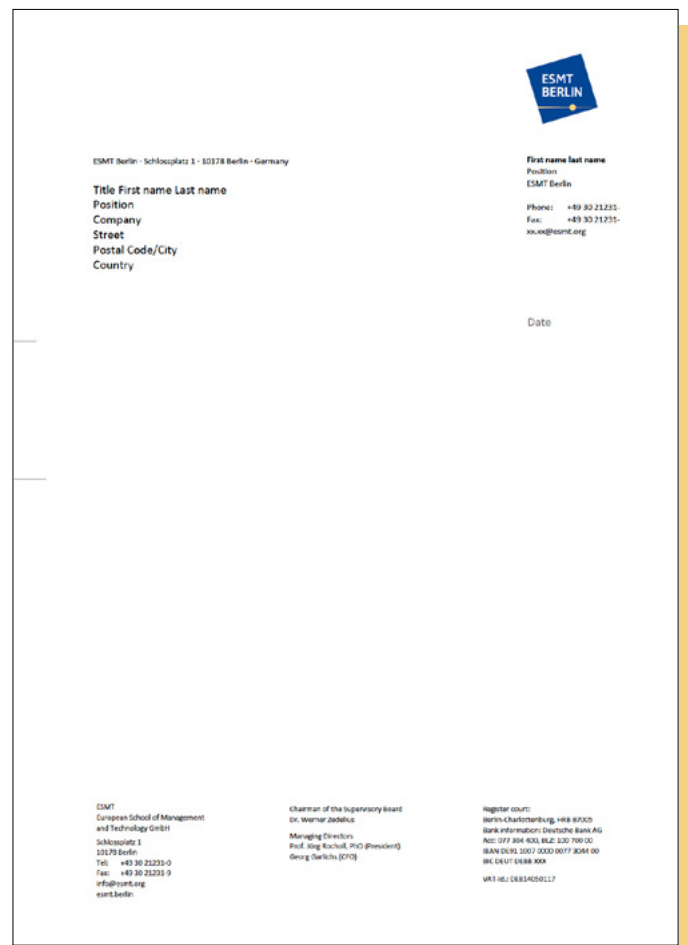 ESMT
BERLIN
ESMT Berlin · Schlossplatz 1 · 10178 Berlin · Germany
Title First name Last name
Position
Company
Street
Postal Code/City
Country
First name last name
Position
ESMT Berlin
Phone: +49 30 21231-
Fax: +49 30 21231-
xx.xx@esmt.org
Date
ESMT
European School of Management
and Technology GmbH
Schlossplatz 1
10178 Berlin
Tel: +49 30 21231-0
Fax: +49 30 21231-9
info@esmt.org
esmt.berlin
Chairman of the Supervisory Board
Dr. Werner Zedelius
Managing Directors
Prof. Jörg Rocholl, PhD (President)
Georg Garlichs (CFO)
Register court:
Berlin-Charlottenburg, HRB 87005
Bank information: Deutsche Bank AG
Acc: 077 304 400, BLZ: 100 700 00
IBAN DE91 1007 0000 0077 3044 00
BIC DEUT DEBB XXX
VAT-Id.: DE814050117